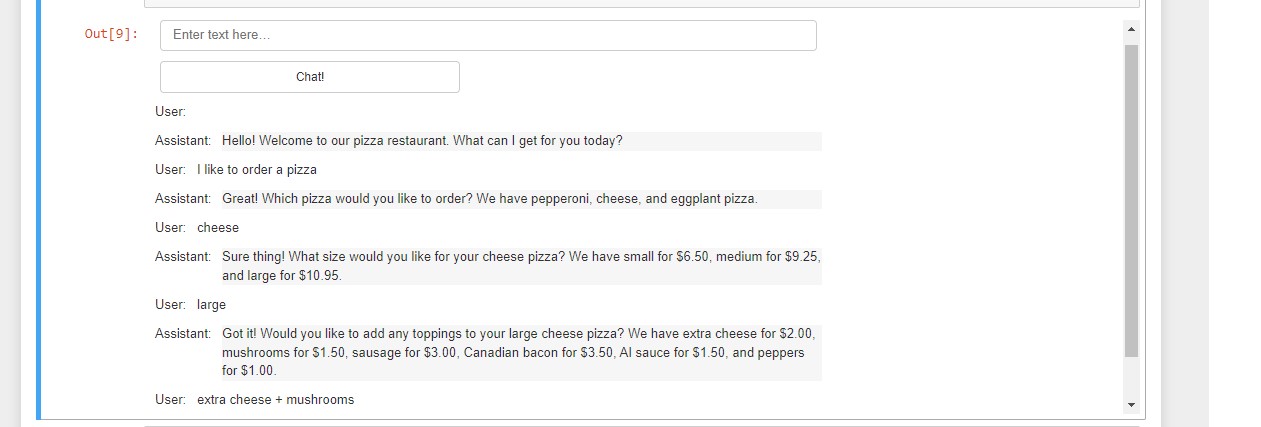 Out[9]:
Enter text here…
Chat!
User:
Assistant: Hello! Welcome to our pizza restaurant. What can I get for you today?
User: I like to order a pizza
Assistant: Great! Which pizza would you like to order? We have pepperoni, cheese, and eggplant pizza.
User: cheese
Assistant: Sure thing! What size would you like for your cheese pizza? We have small for $6.50, medium for $9.25,
and large for $10.95.
User: large
Assistant: Got it! Would you like to add any toppings to your large cheese pizza? We have extra cheese for $2.00,
mushrooms for $1.50, sausage for $3.00, Canadian bacon for $3.50, AI sauce for $1.50, and peppers
for $1.00.
User: extra cheese + mushrooms